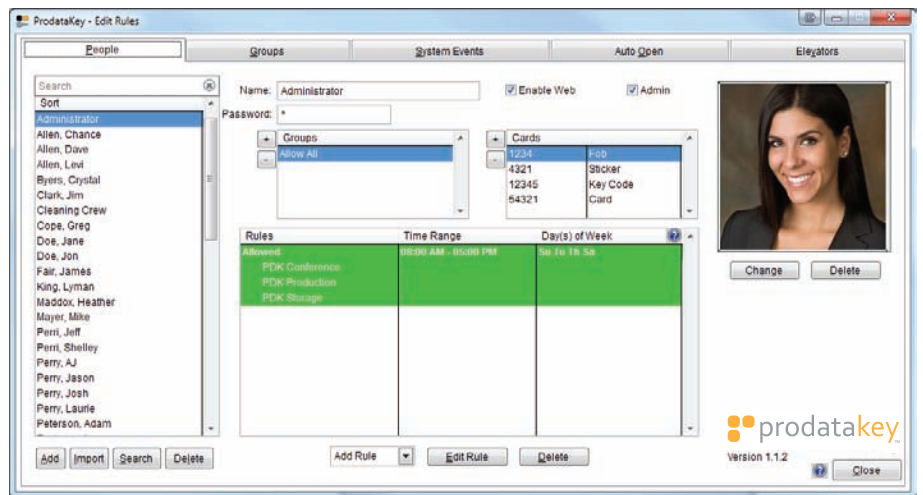 ProdataKey - Edit Rules
People Groups System Events Auto Open Elevators
Search
Sort
Administrator
Allen, Chance
Allen, Dave
Allen, Levi
Byers, Crystal
Clark, Jim
Cleaning Crew
Cope, Greg
Doe, Jane
Doe, Jon
Fair, James
King, Lyman
Maddox, Heather
Mayer, Mike
Perri, Jeff
Perri, Shelley
Perry, AJ
Perry, Jason
Perry, Josh
Perry, Laurie
Peterson, Adam
Add Import Search Delete
Name: Administrator Enable Web Admin
Password: *
+ Groups
- Allow All
+ Cards
- 1234 Fob
4321 Sticker
12345 Key Code
54321 Card
Rules Time Range Day(s) of Week ?
Allowed: 08:00 AM - 05:00 PM Su Tu Th Sa
PDK Conference
PDK Production
PDK Storage
Add Rule Edit Rule Delete
Change Delete
prodatakey
Version 1.1.2
? Close